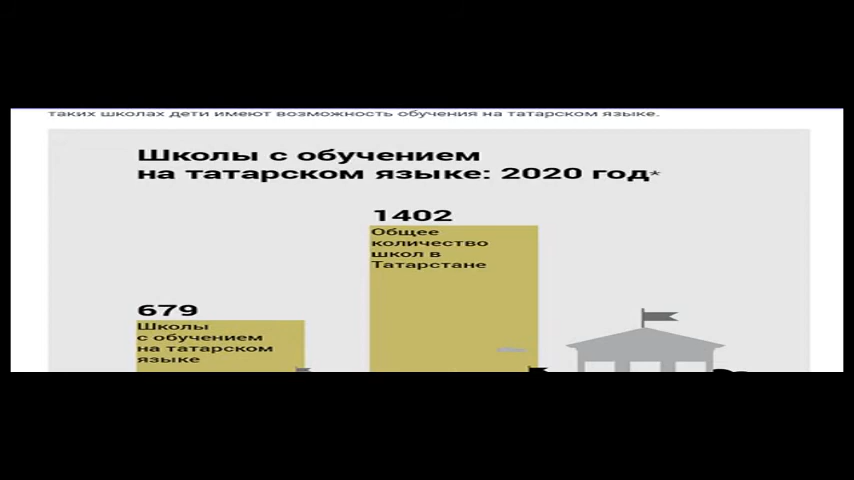 таких школах дети имеют возможность обучения на татарском языке.
Школы с обучением
на татарском языке: 2020 год*
1402
Общее
количество
школ в
Татарстане
679
Школы
с обучением
на татарском
языке